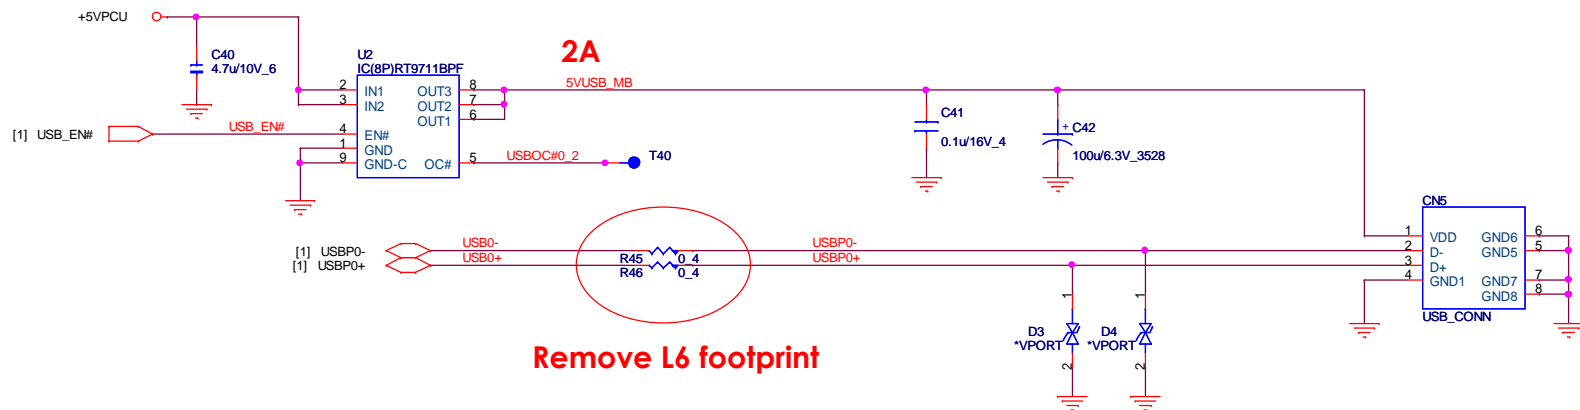 +5VPCU
C40
4.7u/10V_6
U2
IC(8P)RT9711BPF
2A
2 IN1 OUT3 8 5VUSB_MB
3 IN2 OUT2 7
OUT1 6
[1] USB_EN# USB_EN# 4 EN#
1 GND
9 GND-C OC# 5 USBOC#0_2 T40
C41
0.1u/16V_4
+ C42
100u/6.3V_3528
CN5
1 VDD GND6 6
2 D- GND5 5
3 D+
4 GND1 GND7 7
GND8 8
USB_CONN
[1] USBP0- USB0- R45 0_4 USBP0-
[1] USBP0+ USB0+ R46 0_4 USBP0+
1 1
D3 D4
*VPORT *VPORT
2 2
Remove L6 footprint